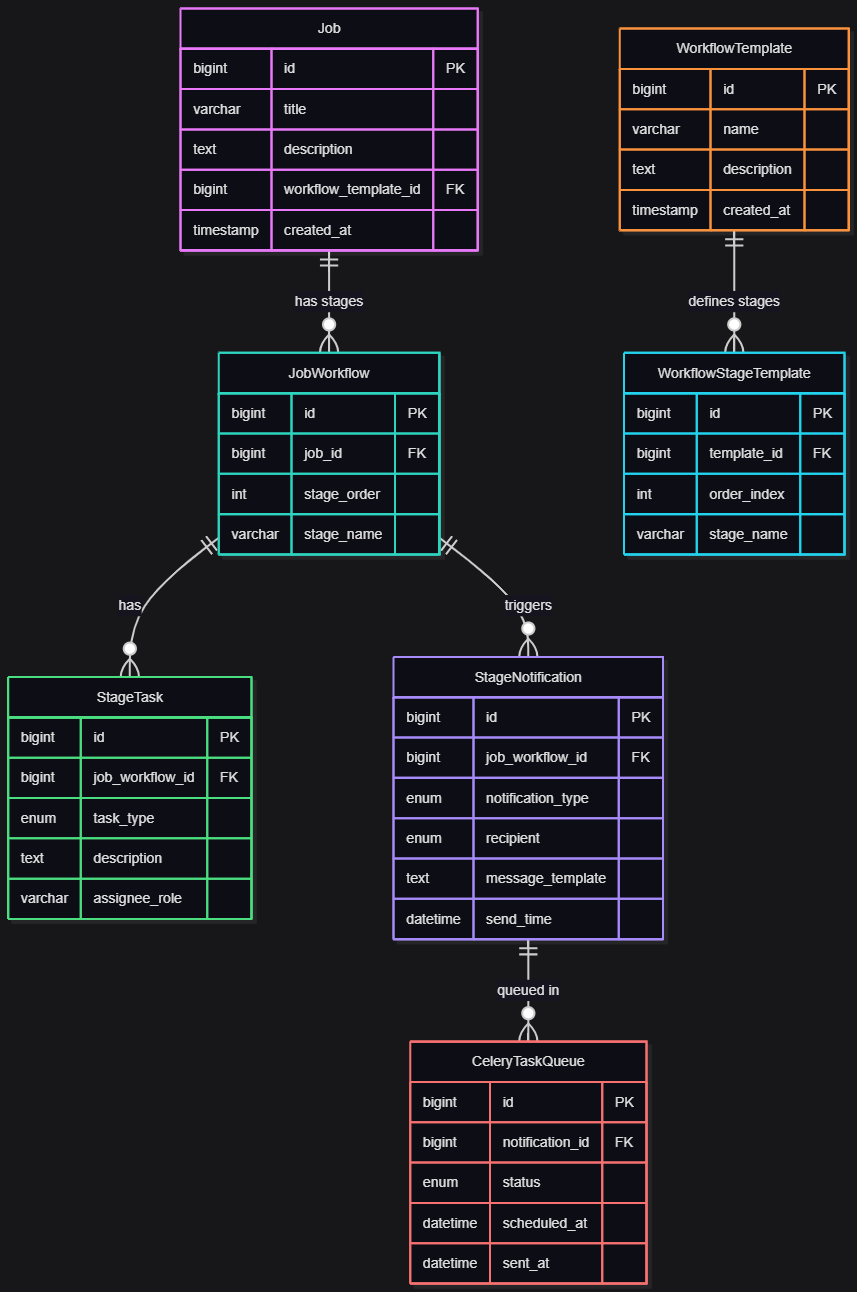 Job
bigint id PK
varchar title
text description
bigint workflow_template_id FK
timestamp created_at
WorkflowTemplate
bigint id PK
varchar name
text description
timestamp created_at
has stages
defines stages
JobWorkflow
bigint id PK
bigint job_id FK
int stage_order
varchar stage_name
WorkflowStageTemplate
bigint id PK
bigint template_id FK
int order_index
varchar stage_name
has
triggers
StageTask
bigint id PK
bigint job_workflow_id FK
enum task_type
text description
varchar assignee_role
StageNotification
bigint id PK
bigint job_workflow_id FK
enum notification_type
enum recipient
text message_template
datetime send_time
queued in
CeleryTaskQueue
bigint id PK
bigint notification_id FK
enum status
datetime scheduled_at
datetime sent_at